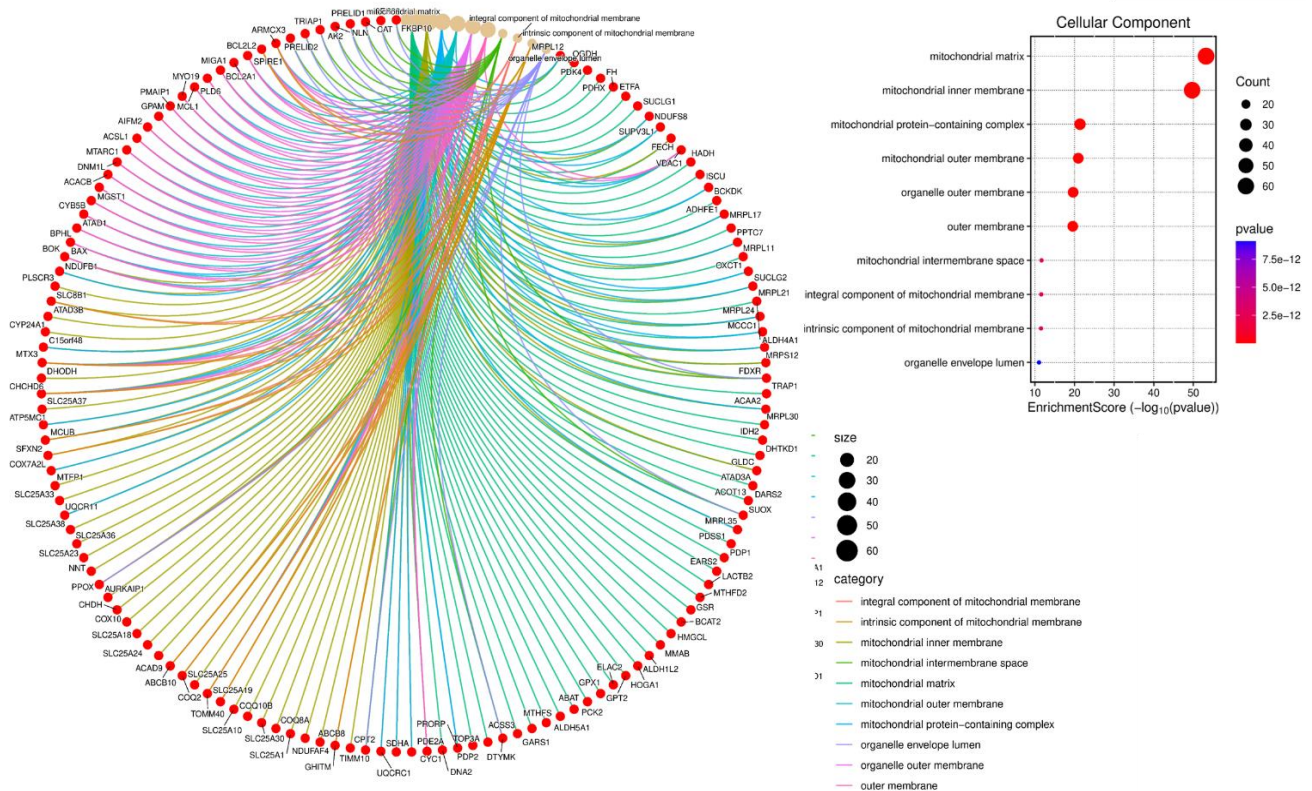 PRELID1
mitochondrial matrix
TRIAP1
CAT
FKBP10
integral component of mitochondrial membrane
ARMCX3
NLN
intrinsic component of mitochondrial membrane
AK2
MRPL12
BCL2L2
PRELID2
organelle envelope lumen
OGDH
SPIRE1
PDK4
FH
MIGA1
PDHX
ETFA
BCL2A1
SUCLG1
MYO19
PLD6
NDUFS8
PMAIP1
MCL1
SUPV3L1
GPAM
FECH
AIFM2
VDAC1
HADH
ACSL1
ISCU
MTARC1
BCKDK
DNM1L
ADHFE1
ACACB
MRPL17
MGST1
PPTC7
CYB5B
MRPL11
ATAD1
OXCT1
BPHL
SUCLG2
BOK
BAX
MRPL21
NDUFB1
MRPL24
PLSCR3
MCCC1
SLC8B1
ALDH4A1
ATAD3B
MRPS12
CYP24A1
FDXR
C15orf48
TRAP1
MTX3
ACAA2
DHODH
MRPL30
CHCHD6
IDH2
SLC25A37
DHTKD1
ATP5MC1
GLDC
MCUB
ATAD3A
SFXN2
ACOT13
DARS2
COX7A2L
SUOX
MTFP1
MRPL35
SLC25A33
PDSS1
UQCR11
PDP1
SLC25A38
EARS2
SLC25A36
LACTB2
SLC25A23
MTHFD2
NNT
GSR
PPOX
AURKAIP1
BCAT2
CHDH
HMGCL
COX10
MMAB
SLC25A18
ALDH1L2
SLC25A24
ELAC2
HOGA1
ACAD9
GPX1
GPT2
ABCB10
SLC25A25
ABAT
PCK2
COQ2
SLC25A19
MTHFS
ALDH5A1
TOMM40
COQ10B
PRORP
ACSS3
GARS1
SLC25A10
COQ8A
TOP3A
DTYMK
SLC25A30
ABCB8
CPT2
SDHA
PDE2A
PDP2
SLC25A1
NDUFAF4
TIMM10
CYC1
DNA2
GHITM
UQCRC1
Cellular Component
mitochondrial matrix
mitochondrial inner membrane
mitochondrial protein−containing complex
mitochondrial outer membrane
organelle outer membrane
outer membrane
mitochondrial intermembrane space
integral component of mitochondrial membrane
intrinsic component of mitochondrial membrane
organelle envelope lumen
10 20 30 40 50
EnrichmentScore (−log10(pvalue))
Count
20
30
40
50
60
pvalue
7.5e−12
5.0e−12
2.5e−12
size
20
30
40
50
60
category
integral component of mitochondrial membrane
intrinsic component of mitochondrial membrane
mitochondrial inner membrane
mitochondrial intermembrane space
mitochondrial matrix
mitochondrial outer membrane
mitochondrial protein−containing complex
organelle envelope lumen
organelle outer membrane
outer membrane
12
30